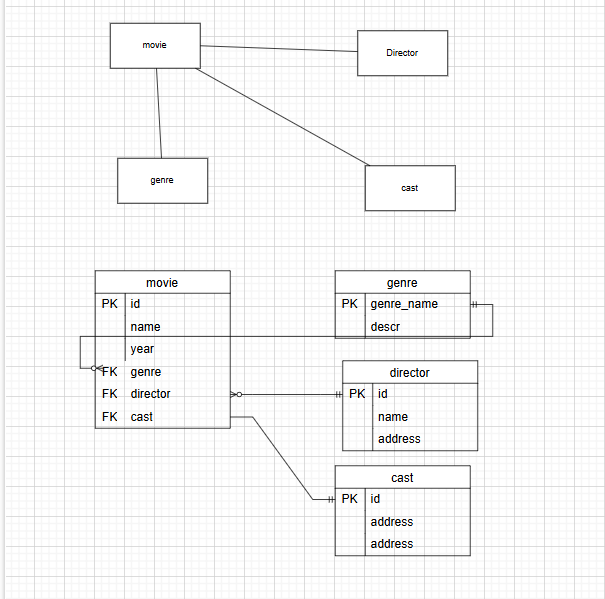 movie
Director
genre
cast
movie
PK id
name
year
FK genre
FK director
FK cast
genre
PK genre_name
descr
director
PK id
name
address
cast
PK id
address
address